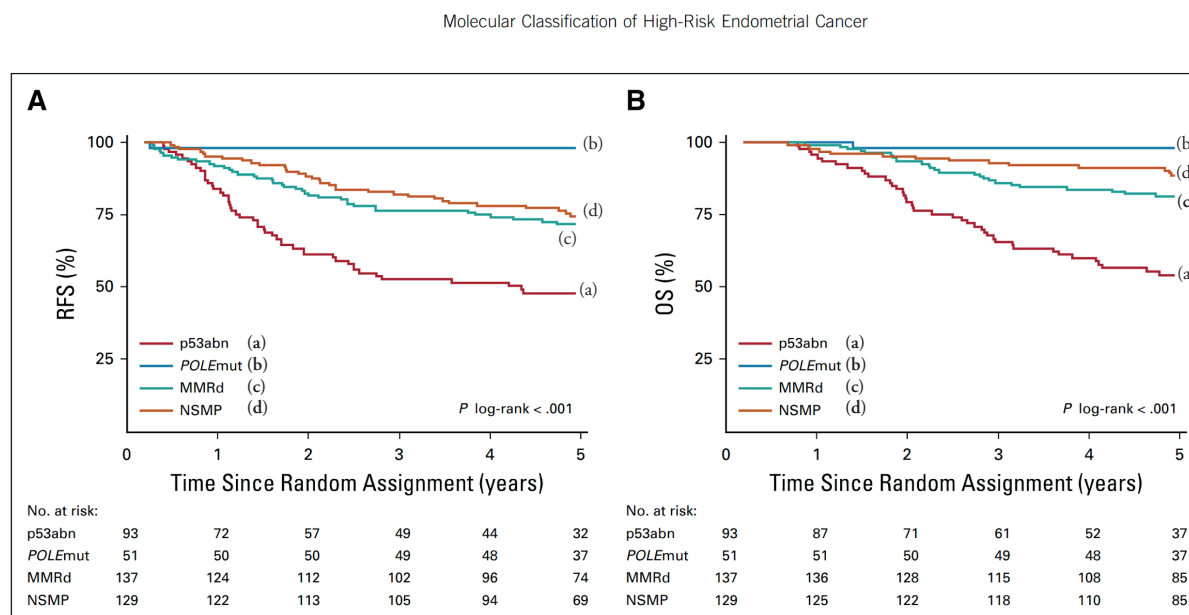 Molecular Classification of High-Risk Endometrial Cancer
A
100
75
50
25
RFS (%)
(b)
(d)
(c)
(a)
p53abn (a)
POLEmut (b)
MMRd (c)
NSMP (d)
P log-rank < .001
0 1 2 3 4 5
Time Since Random Assignment (years)
No. at risk:
p53abn 93 72 57 49 44 32
POLEmut 51 50 50 49 48 37
MMRd 137 124 112 102 96 74
NSMP 129 122 113 105 94 69
B
100
75
50
25
OS (%)
(b
(d
(c
(a
p53abn (a)
POLEmut (b)
MMRd (c)
NSMP (d)
P log-rank < .001
0 1 2 3 4 5
Time Since Random Assignment (years)
No. at risk:
p53abn 93 87 71 61 52 37
POLEmut 51 51 50 49 48 37
MMRd 137 136 128 115 108 85
NSMP 129 125 122 118 110 85